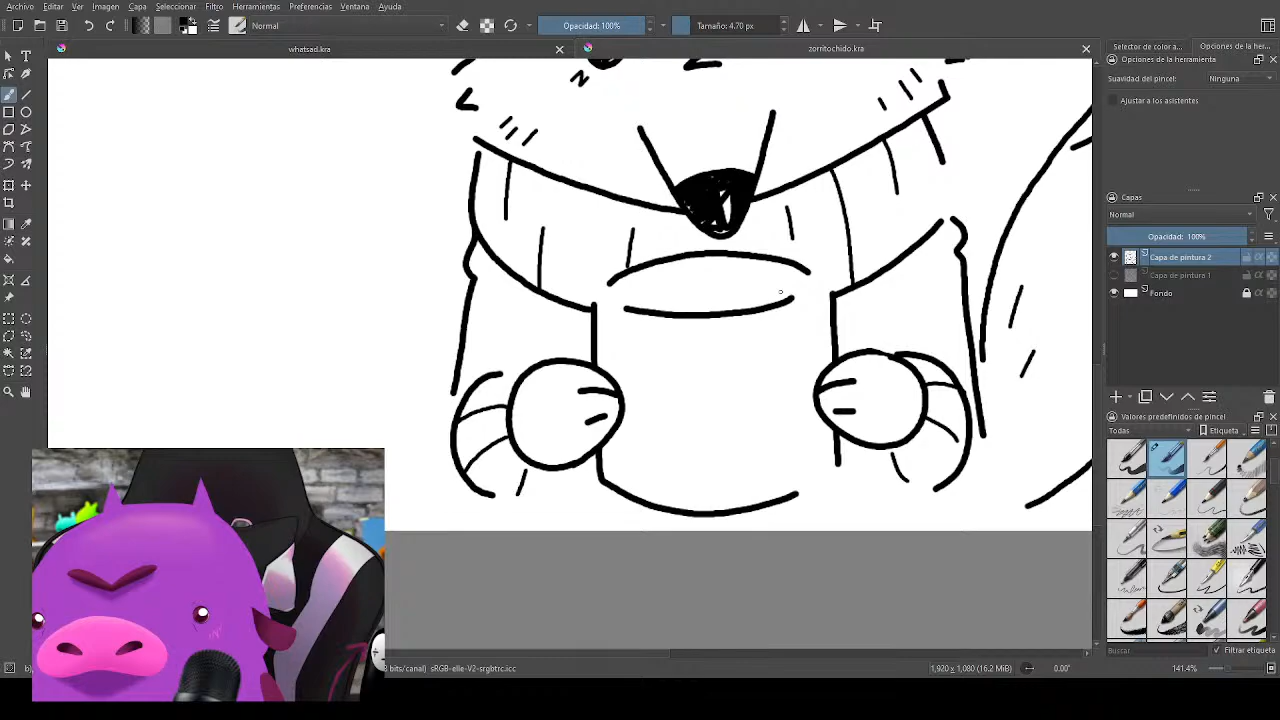 Archivo Editar Ver Imagen Capa Seleccionar Filtro Herramientas Preferencias Ventana Ayuda
Normal Opacidad: 100% Tamaño: 4.70 px
whatsad.kra zorritochido.kra
Selector de color a... Opciones de la herr...
Opciones de la herramienta
Suavidad del pincel: Ninguna
Ajustar a los asistentes
Capas
Normal
Opacidad: 100%
Capa de pintura 2
Capa de pintura 1
Fondo
Valores predefinidos de pincel
Todas Etiqueta
Buscar Filtrar etiqueta
bits/canal) sRGB-elle-V2-srgbtrc.icc 1,920 x 1,080 (16.2 MiB) 0.00° 141.4%